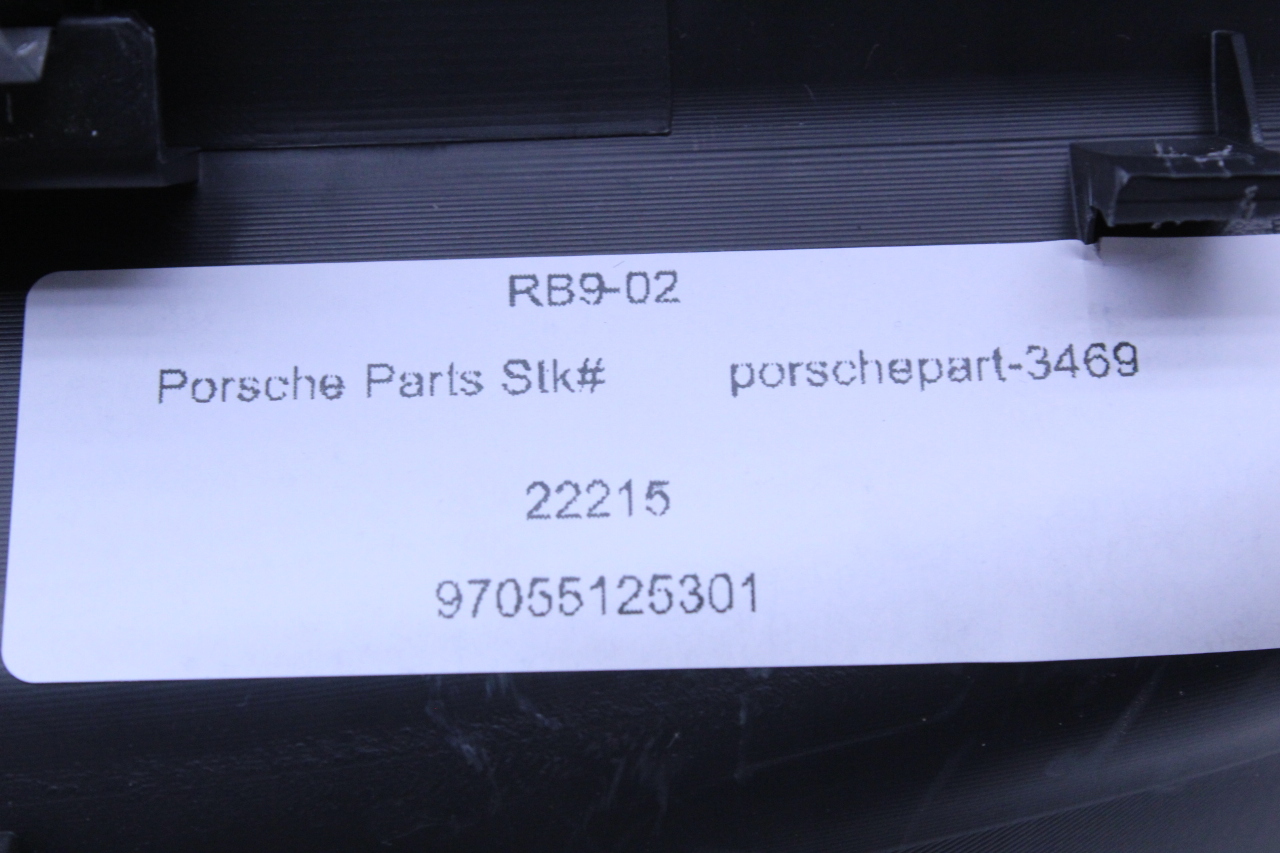 RB9-02
Porsche Parts Stk# porschepart-3469
22215
97055125301